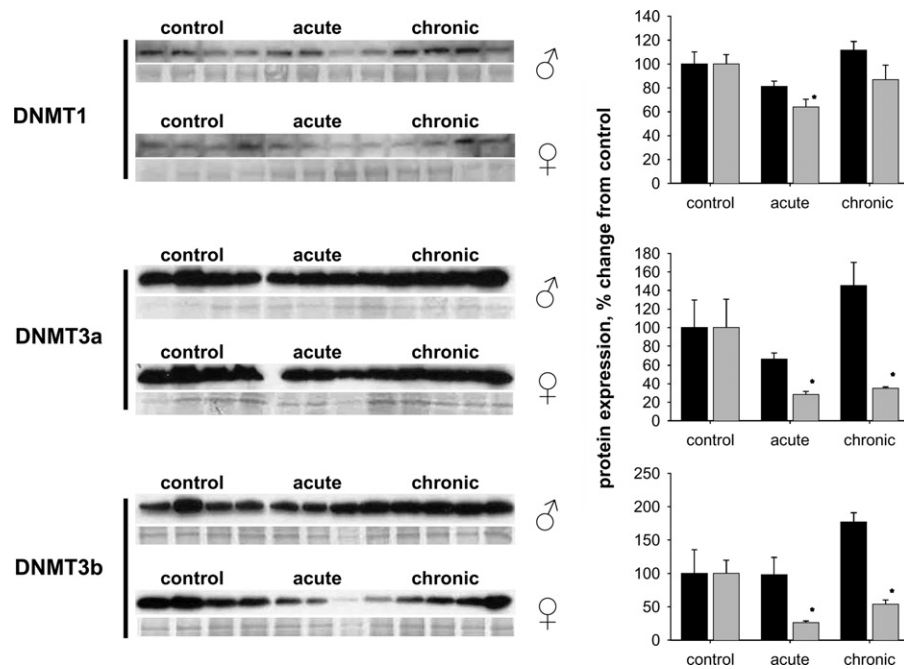 control acute chronic
♂
DNMT1
control acute chronic
♀
control acute chronic
♂
DNMT3a
control acute chronic
♀
control acute chronic
♂
DNMT3b
control acute chronic
♀
protein expression, % change from control
140
120
100
80
60
40
20
0
*
control acute chronic
180
160
140
120
100
80
60
40
20
0
* *
control acute chronic
250
200
150
100
50
0
* *
control acute chronic